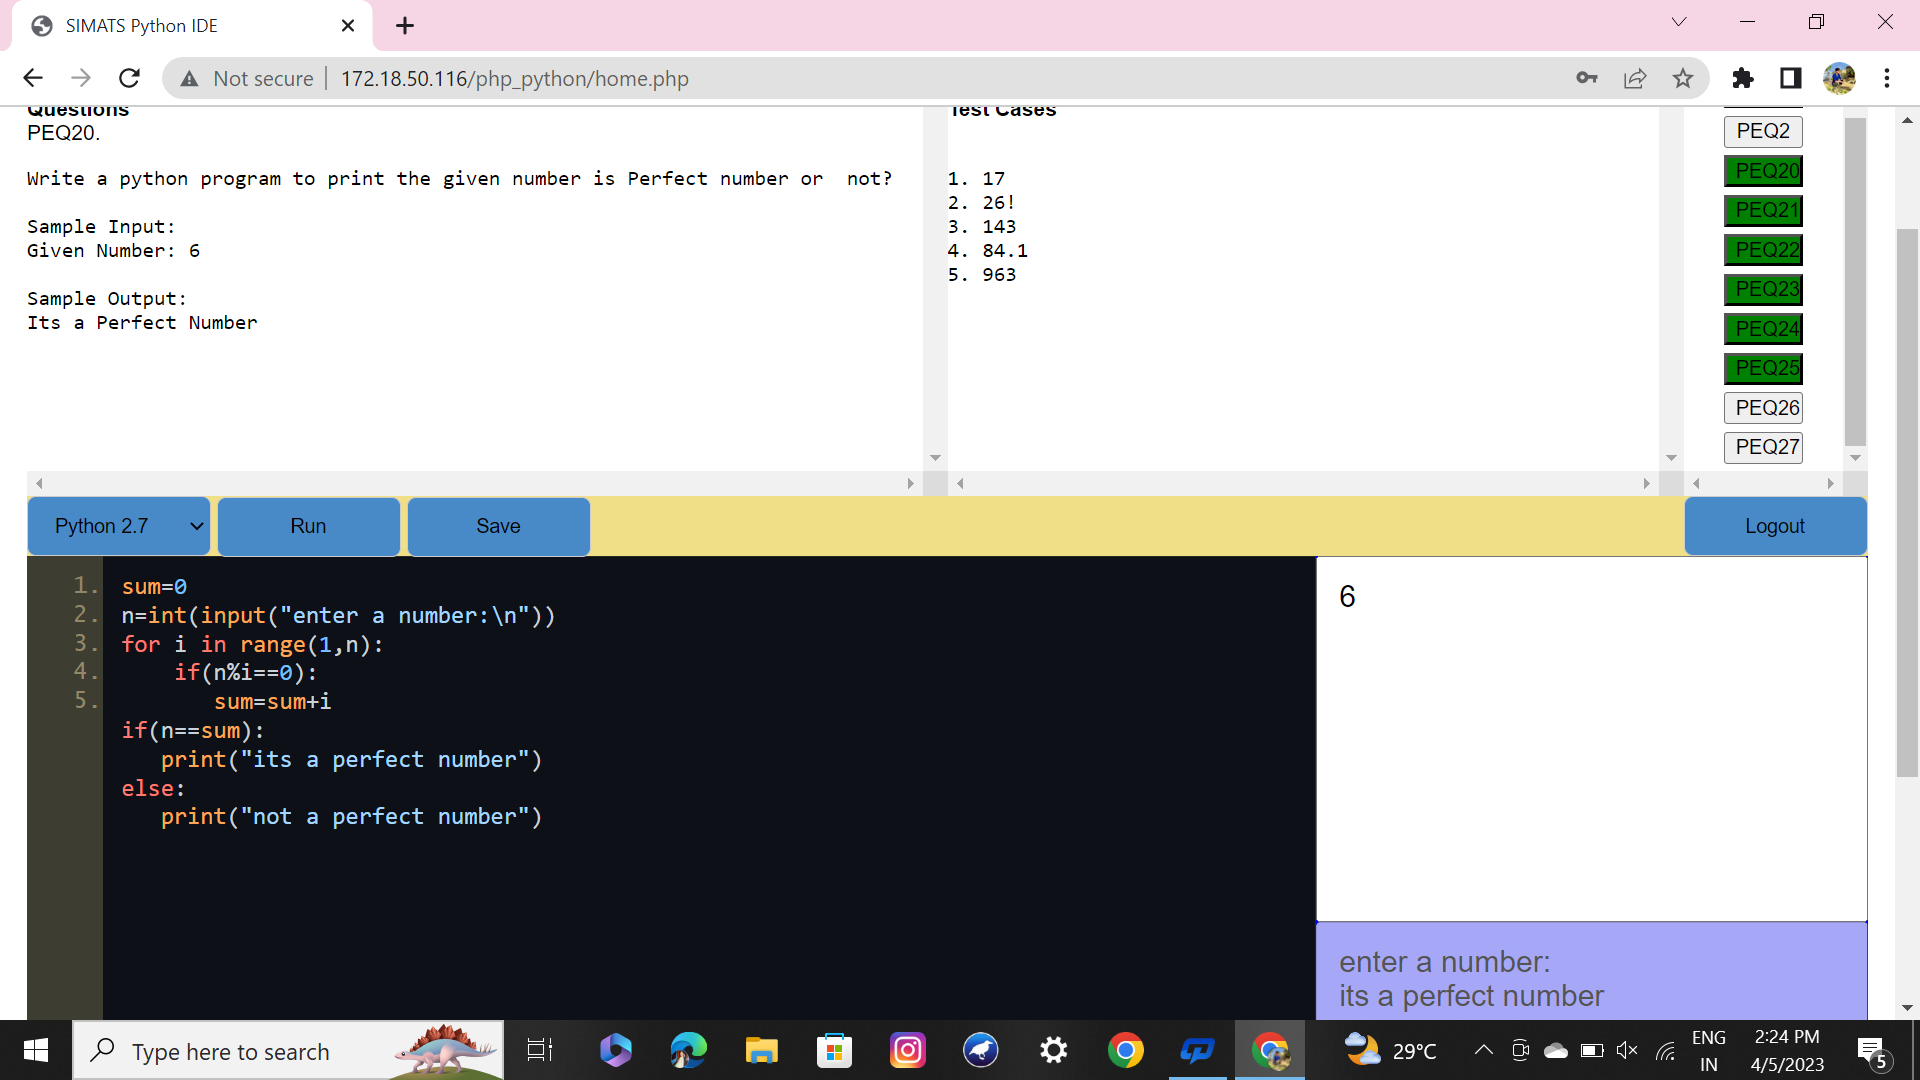 SIMATS Python IDE
Not secure
172.18.50.116/php_python/home.php
Questions
PEQ20.
Write a python program to print the given number is Perfect number or  not?
Sample Input:
Given Number: 6
Sample Output:
Its a Perfect Number
Test Cases
1. 17
2. 26!
3. 143
4. 84.1
5. 963
PEQ2
PEQ20
PEQ21
PEQ22
PEQ23
PEQ24
PEQ25
PEQ26
PEQ27
Python 2.7
Run
Save
Logout
1. sum=0
2. n=int(input("enter a number:\n"))
3. for i in range(1,n):
4.     if(n%i==0):
5.        sum=sum+i
if(n==sum):
   print("its a perfect number")
else:
   print("not a perfect number")
6
enter a number:
its a perfect number
Type here to search
29°C
ENG
IN
2:24 PM
4/5/2023
5